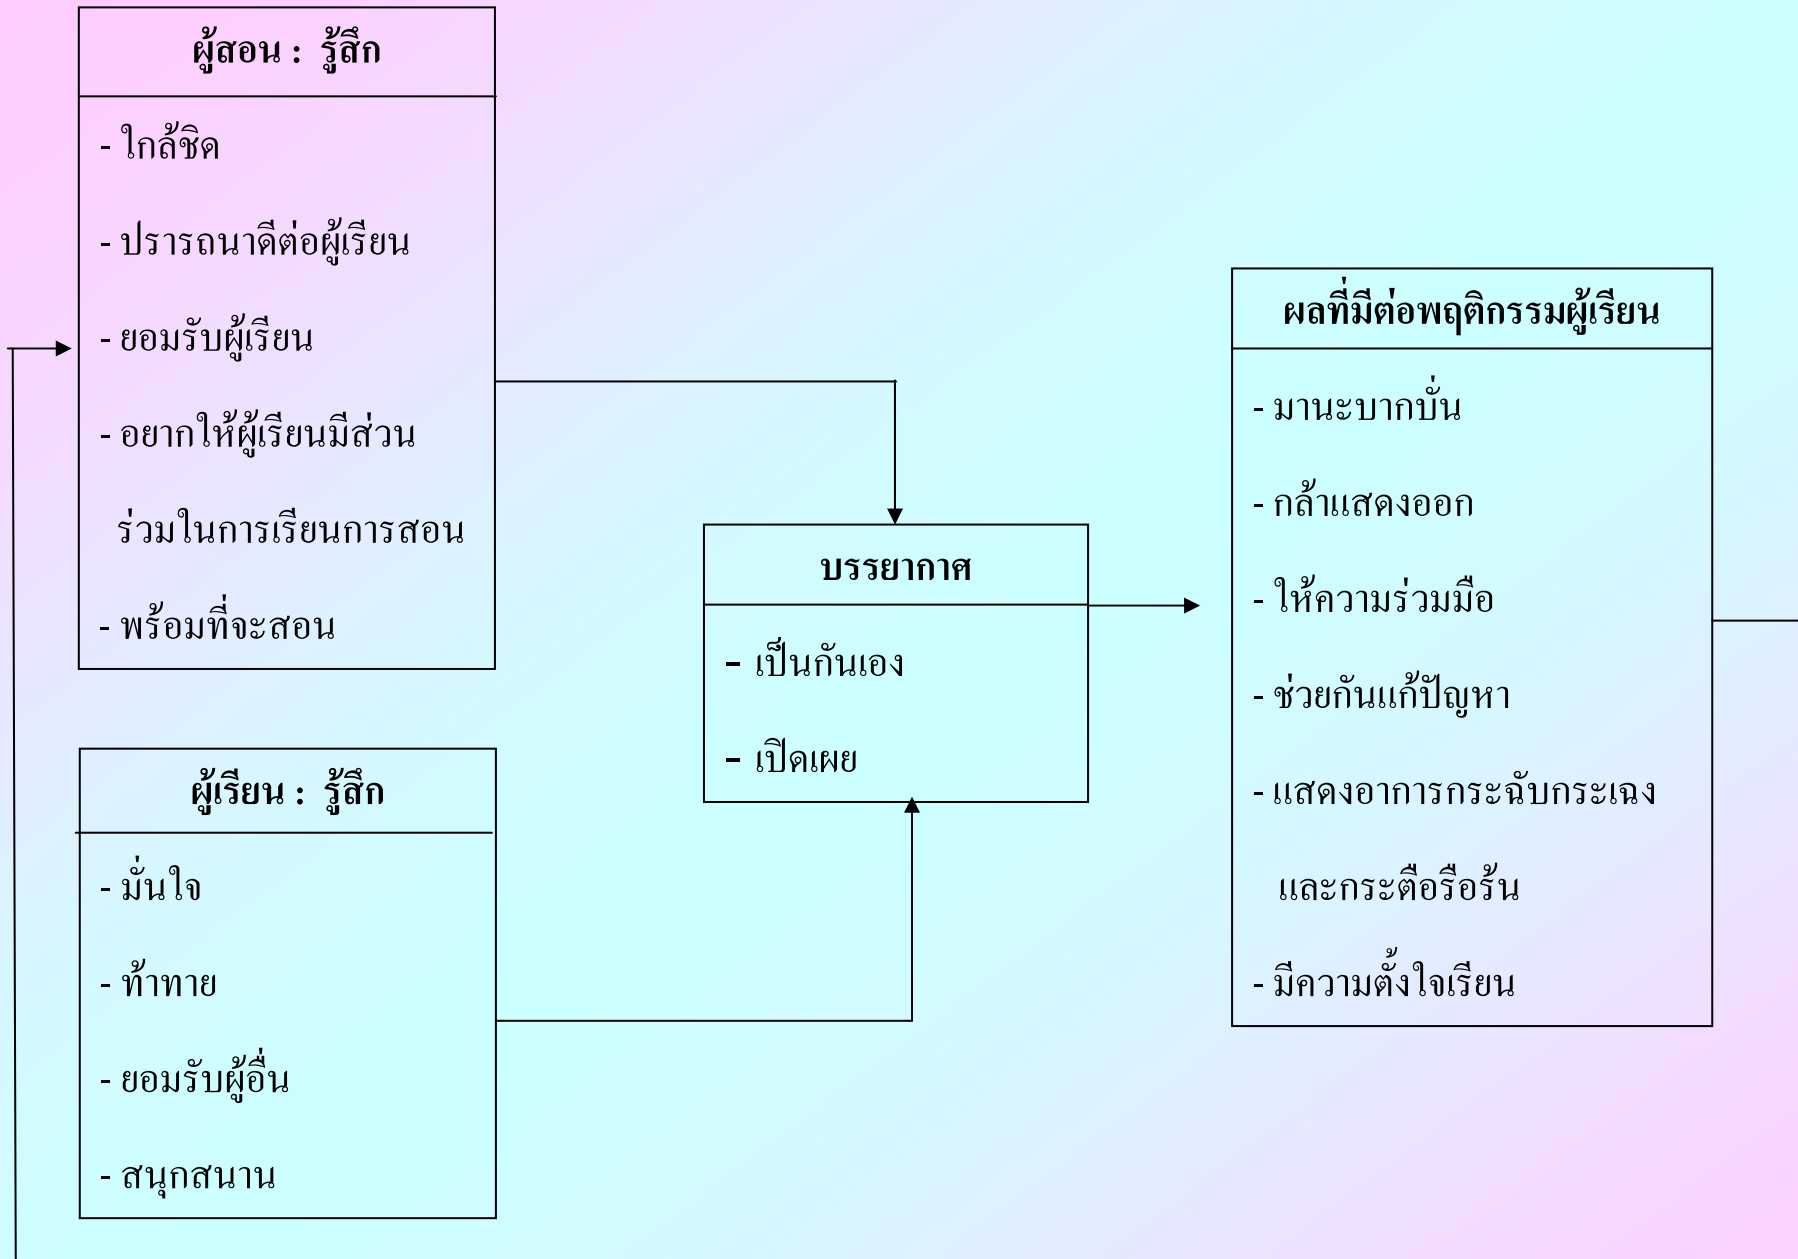 ผู้สอน : รู้สึก
- ใกล้ชิด
- ปรารถนาดีต่อผู้เรียน
- ยอมรับผู้เรียน
- อยากให้ผู้เรียนมีส่วน
ร่วมในการเรียนการสอน
- พร้อมที่จะสอน
ผู้เรียน : รู้สึก
- มั่นใจ
- ท้าทาย
- ยอมรับผู้อื่น
- สนุกสนาน
บรรยากาศ
- เป็นกันเอง
- เปิดเผย
ผลที่มีต่อพฤติกรรมผู้เรียน
- มานะบากบั่น
- กล้าแสดงออก
- ให้ความร่วมมือ
- ช่วยกันแก้ปัญหา
- แสดงอาการกระฉับกระเฉง
และกระตือรือร้น
- มีความตั้งใจเรียน